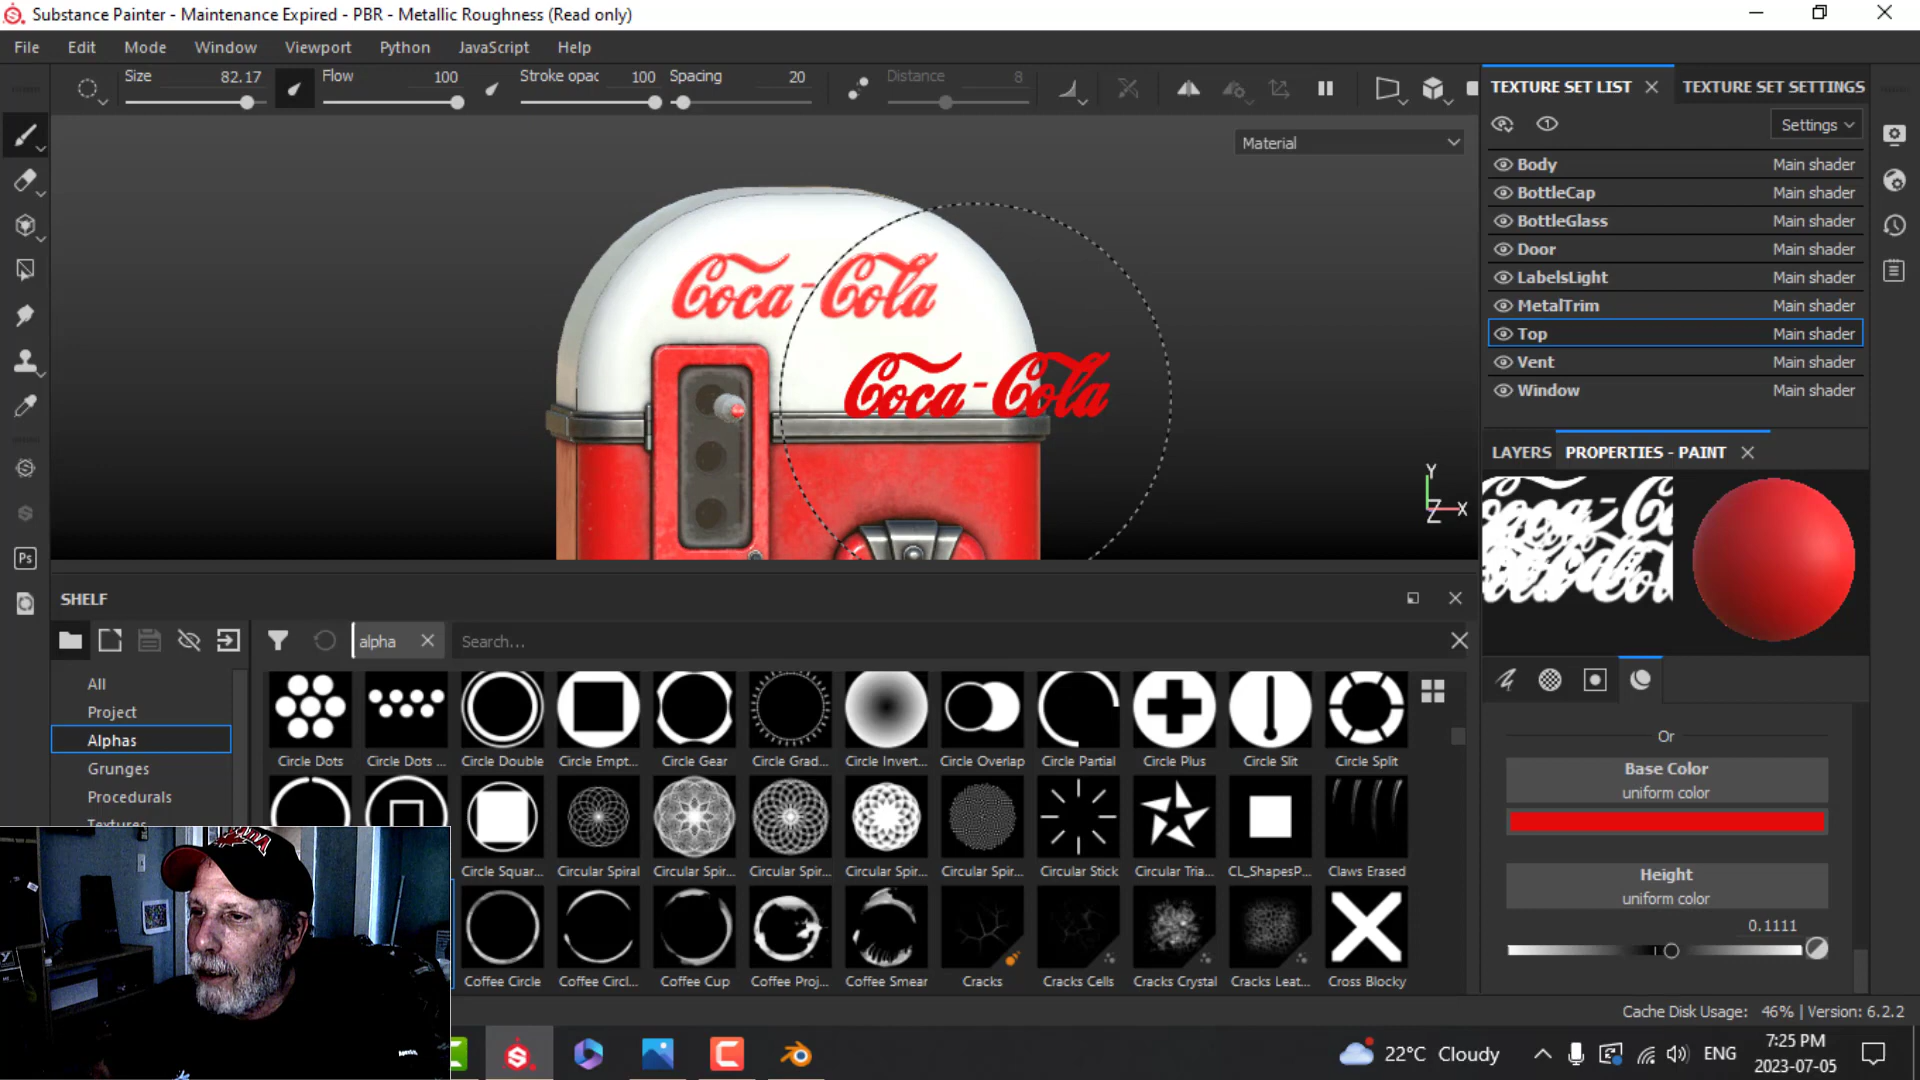 Substance Painter - Maintenance Expired - PBR - Metallic Roughness (Read only)
File Edit Mode Window Viewport Python JavaScript Help
Size 82.17 Flow 100 Stroke opac 100 Spacing 20 Distance 8
TEXTURE SET LIST TEXTURE SET SETTINGS
Settings
Material
Body Main shader
BottleCap Main shader
BottleGlass Main shader
Door Main shader
LabelsLight Main shader
MetalTrim Main shader
Top Main shader
Vent Main shader
Window Main shader
Coca-Cola
Coca-Cola
LAYERS PROPERTIES - PAINT
Y
Z X
Ps
SHELF
alpha Search...
All
Project
Alphas
Grunges
Procedurals
Textures
Circle Dots Circle Dots ... Circle Double Circle Empt... Circle Gear Circle Grad... Circle Invert... Circle Overlap Circle Partial Circle Plus Circle Slit Circle Split
Circle Squar... Circular Spiral Circular Spir... Circular Spir... Circular Spir... Circular Spir... Circular Stick Circular Tria... CL_ShapesP... Claws Erased
Coffee Circle Coffee Circl... Coffee Cup Coffee Proj... Coffee Smear Cracks Cracks Cells Cracks Crystal Cracks Leat... Cross Blocky
Or
Base Color
uniform color
Height
uniform color
0.1111
Cache Disk Usage: 46% | Version: 6.2.2
22°C Cloudy
ENG
7:25 PM
2023-07-05